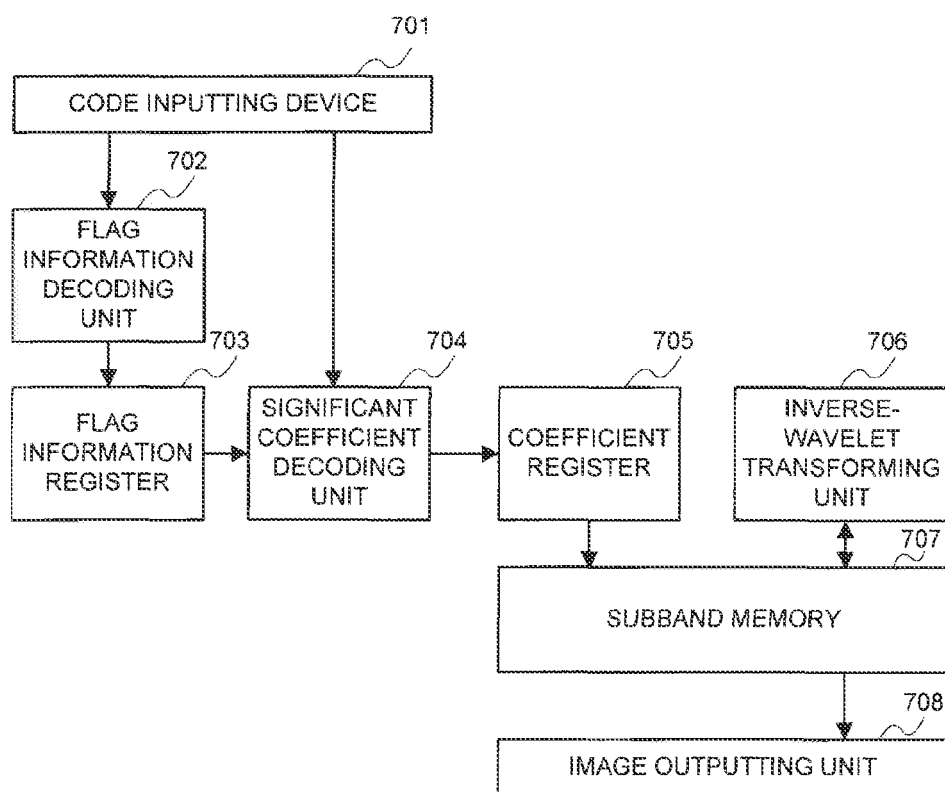 701
CODE INPUTTING DEVICE
702
FLAG
INFORMATION
DECODING
UNIT
703
FLAG
INFORMATION
REGISTER
704
SIGNIFICANT
COEFFICIENT
DECODING
UNIT
705
COEFFICIENT
REGISTER
706
INVERSE-
WAVELET
TRANSFORMING
UNIT
707
SUBBAND MEMORY
708
IMAGE OUTPUTTING UNIT